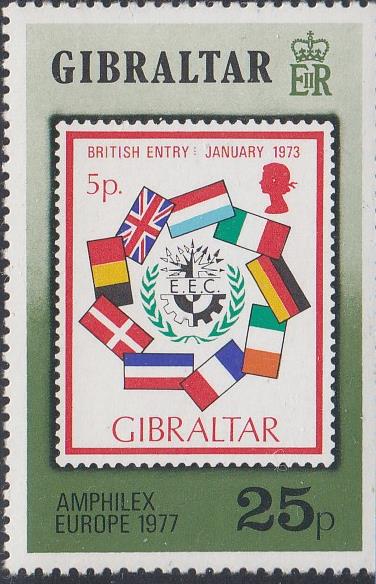 GIBRALTAR
EIIR
BRITISH ENTRY: JANUARY 1973
5p.
E.E.C.
GIBRALTAR
AMPHILEX
EUROPE 1977
25p